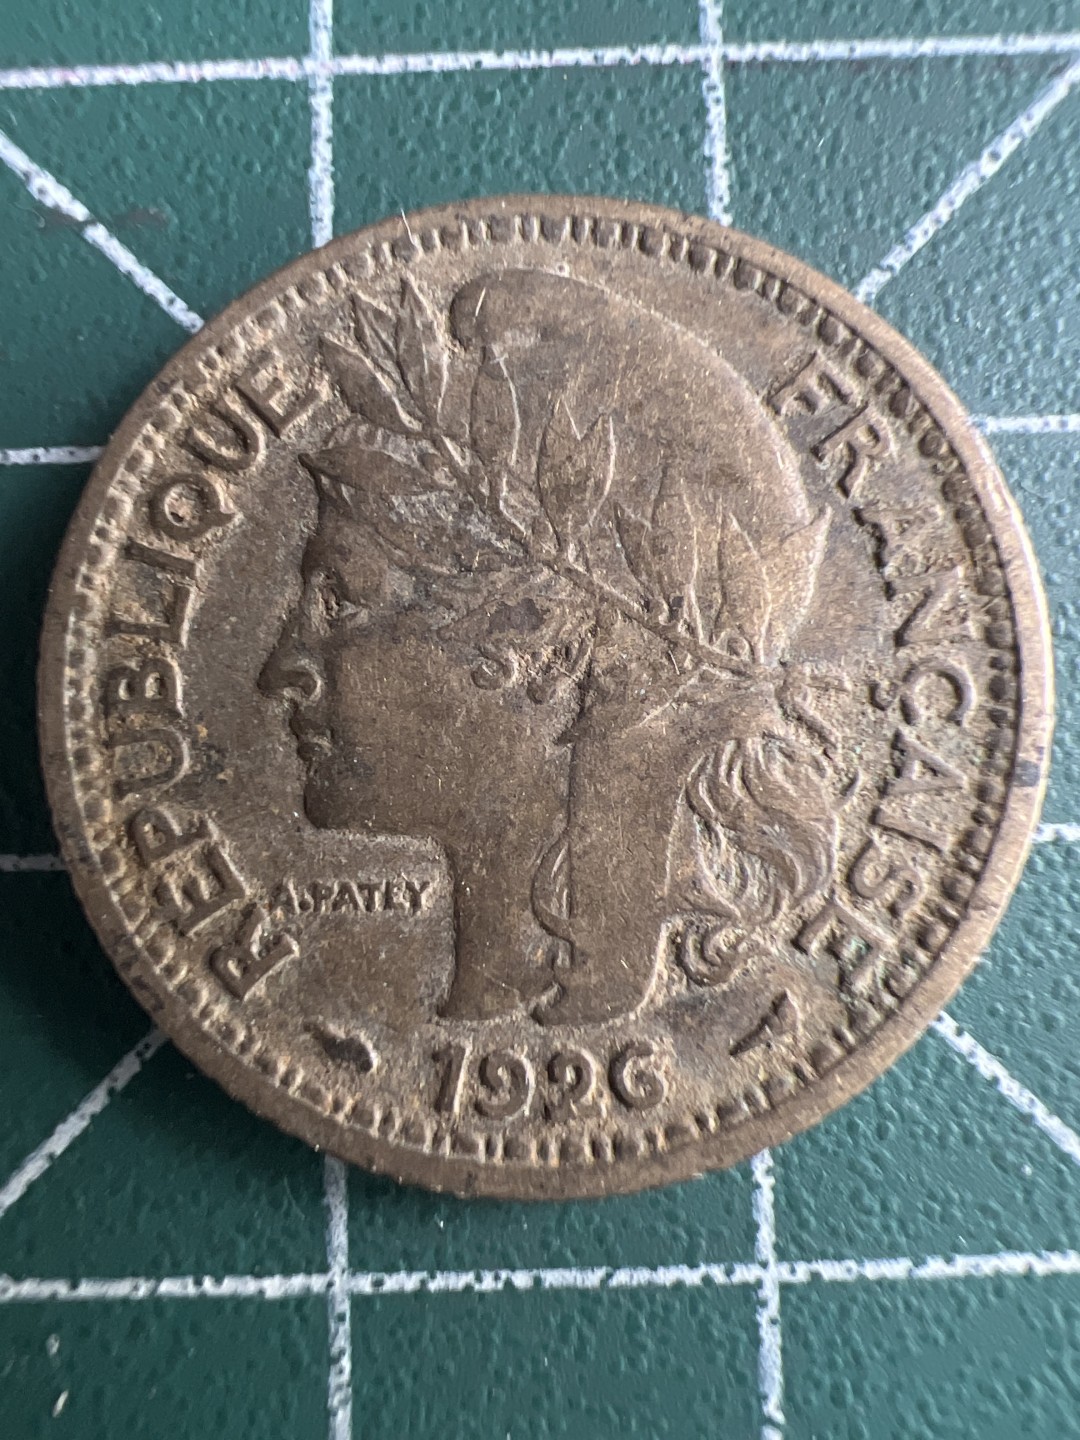 REPUBLIQUE FRANÇAISE
A.PATEY
1926